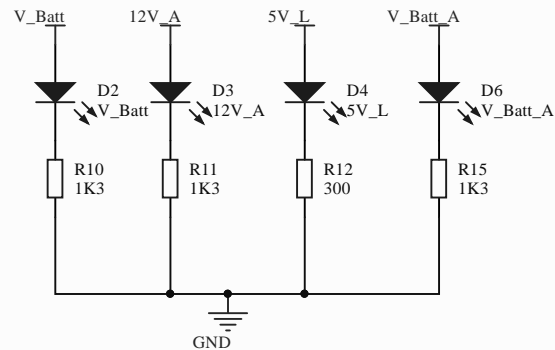 V_Batt 12V_A 5V_L V_Batt_A
D2 D3 D4 D6
V_Batt 12V_A 5V_L V_Batt_A
R10 R11 R12 R15
1K3 1K3 300 1K3
GND